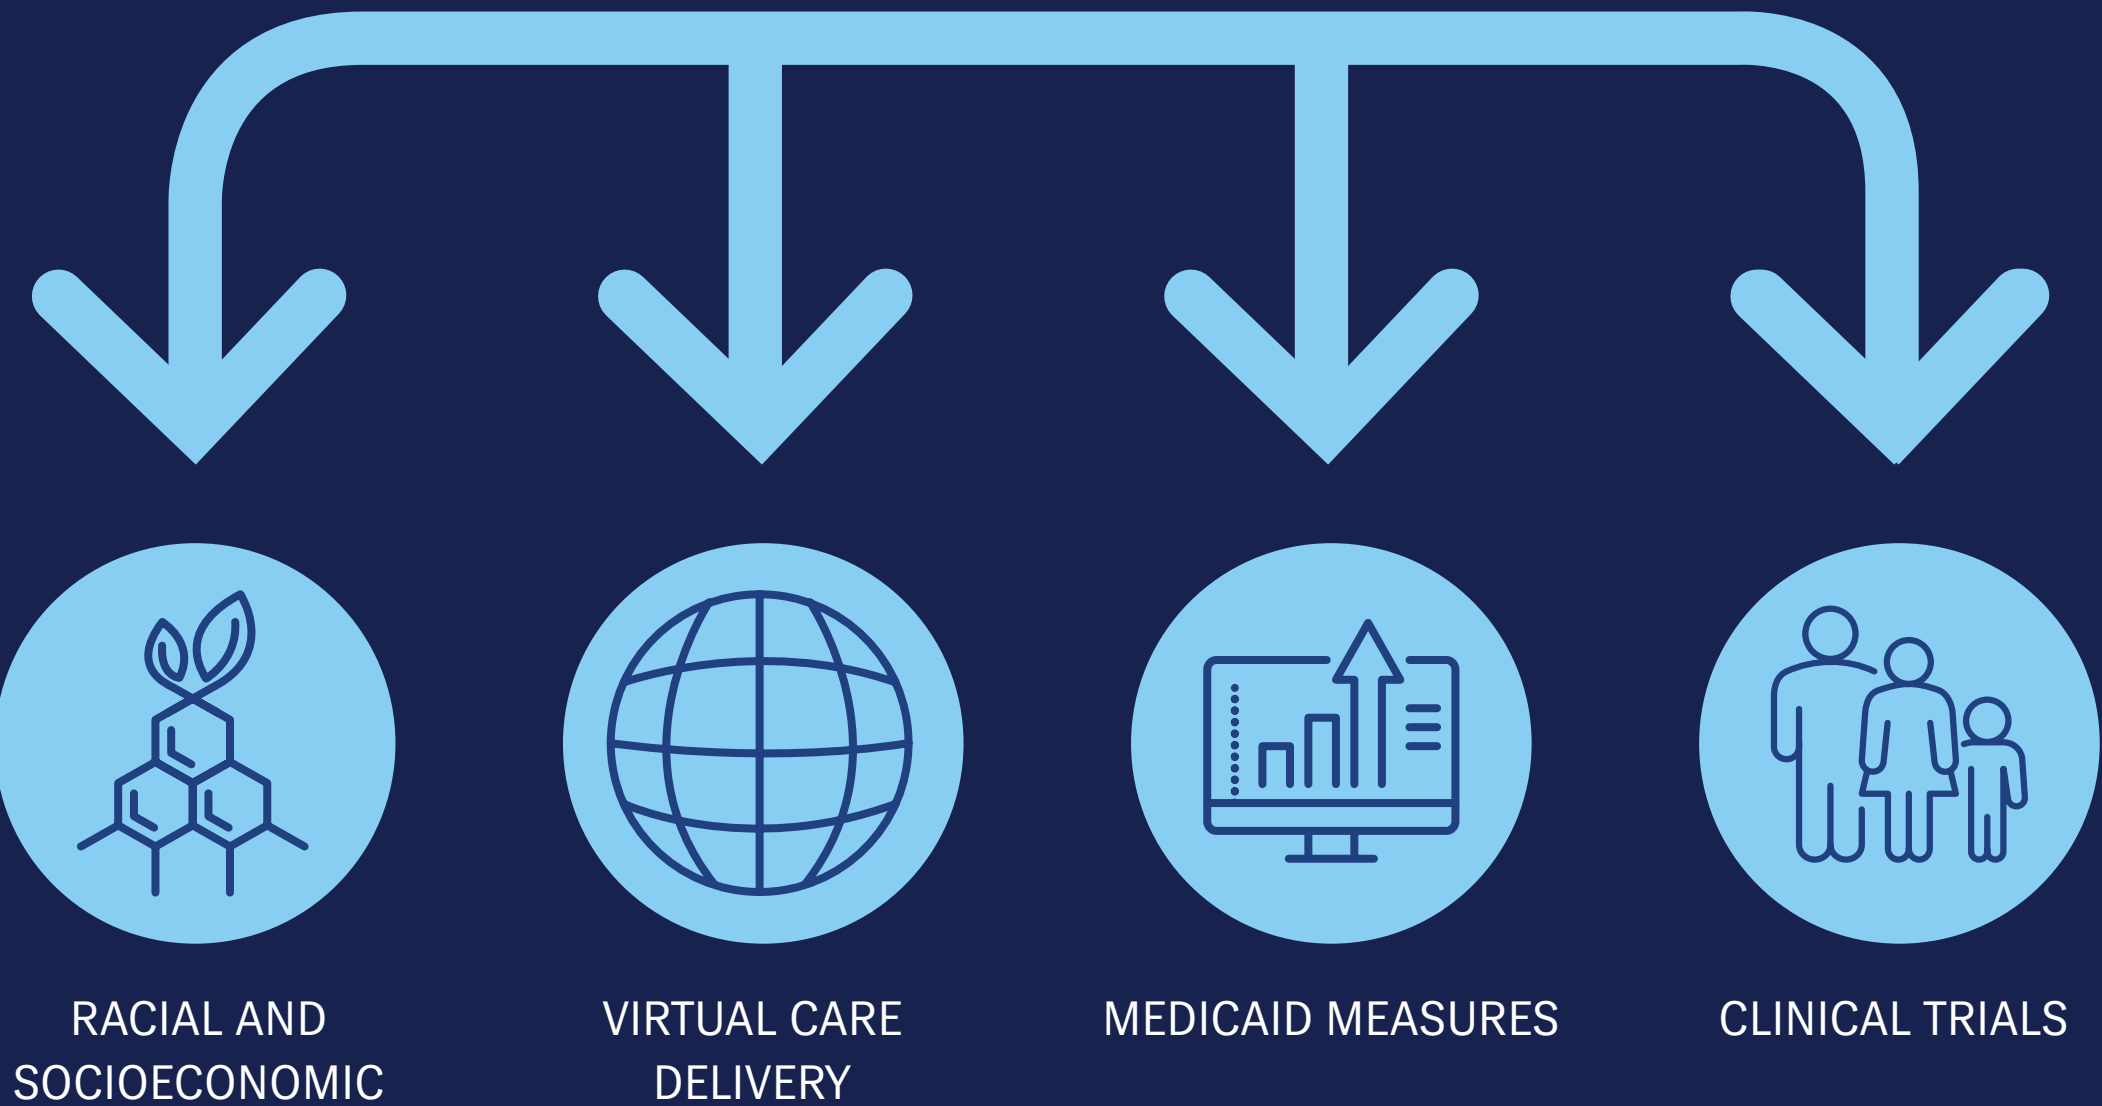 RACIAL AND
SOCIOECONOMIC
VIRTUAL CARE
DELIVERY
MEDICAID MEASURES
CLINICAL TRIALS